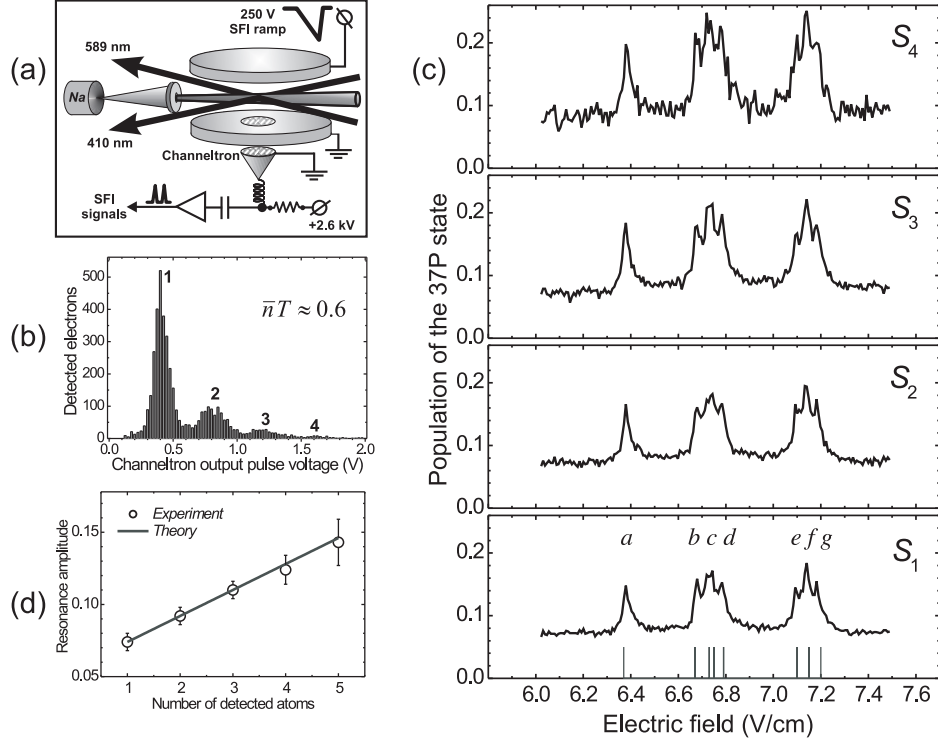 (a)
250 V
SFI ramp
589 nm
Na
410 nm
Channeltron
SFI
signals
+2.6 kV
(b)
500
400
300
200
100
0
Detected electrons
1
2
3
4
n̅T ≈ 0.6
0.0 0.5 1.0 1.5 2.0
Channeltron output pulse voltage (V)
(d)
0.15
0.10
0.05
Resonance amplitude
Experiment
Theory
1 2 3 4 5
Number of detected atoms
(c)
Population of the 37P state
0.2
0.1
0.0
S4
0.2
0.1
0.0
S3
0.2
0.1
0.0
S2
0.2
0.1
0.0
a b c d e f g
S1
6.0 6.2 6.4 6.6 6.8 7.0 7.2 7.4 7.6
Electric field (V/cm)